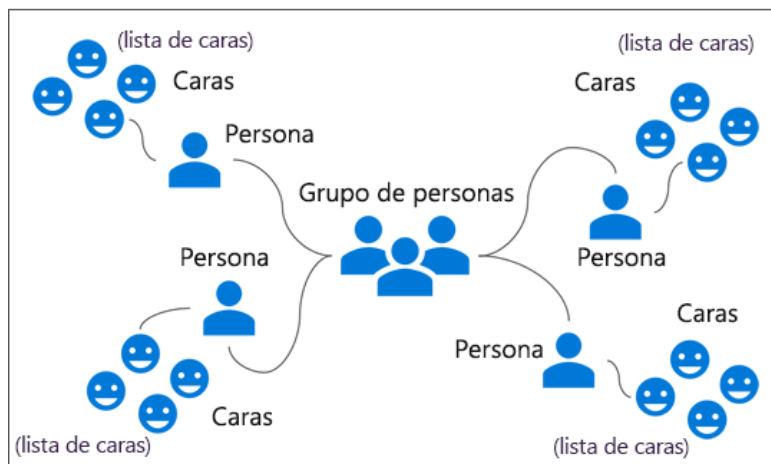 (lista de caras)
Caras
Persona
(lista de caras)
Caras
Grupo de personas
Persona
Persona
Persona
Caras
Caras
(lista de caras)
(lista de caras)